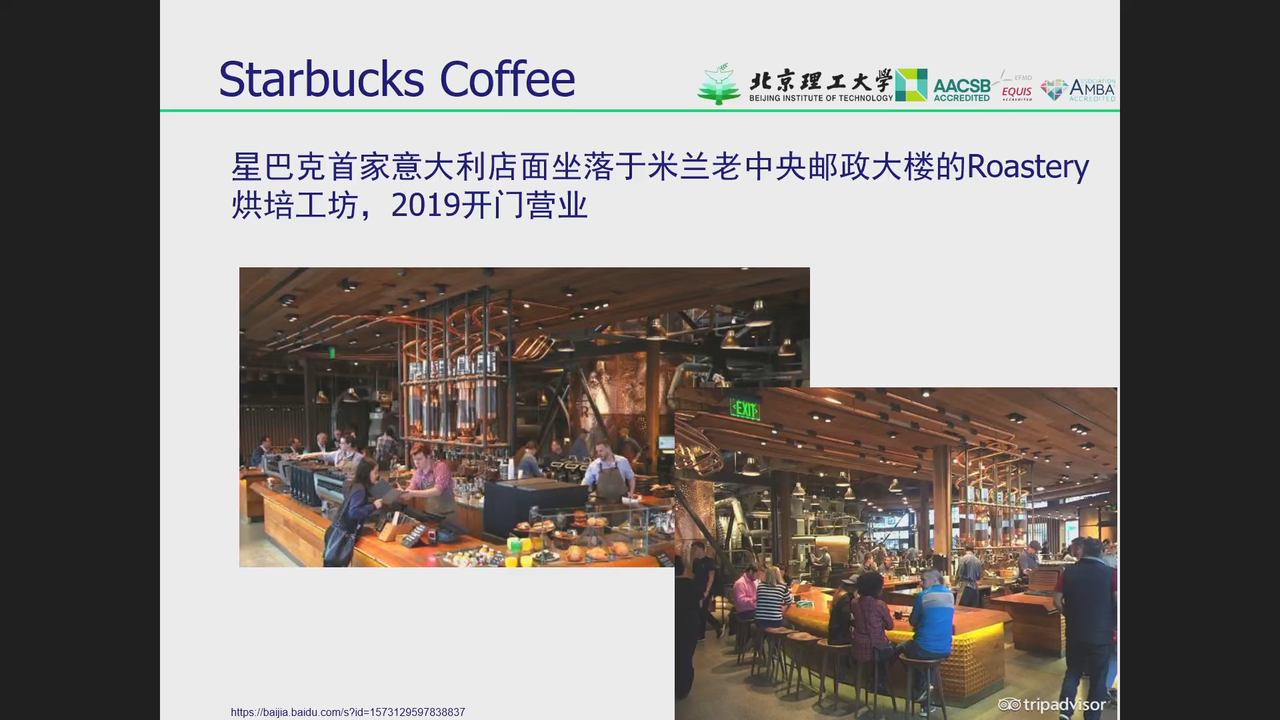 Starbucks Coffee
北京理工大学
BEIJING INSTITUTE OF TECHNOLOGY
AACSB
ACCREDITED
EFMD
EQUIS
ACCREDITED
ASSOCIATION
AMBA
ACCREDITED
星巴克首家意大利店面坐落于米兰老中央邮政大楼的Roastery
烘培工坊，2019开门营业
EXIT
tripadvisor
https://baijia.baidu.com/s?id=1573129597838837